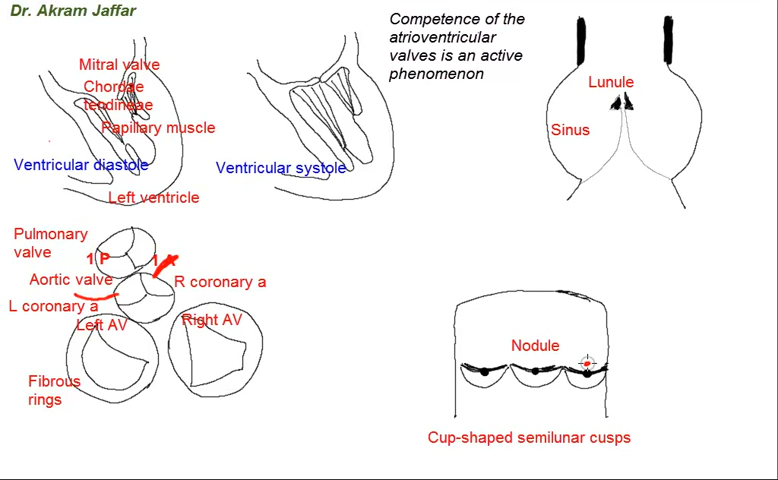 Dr. Akram Jaffar
Competence of the
atrioventricular
valves is an active
phenomenon
Mitral valve
Chordae
tendineae
Papillary muscle
Ventricular diastole
Left ventricle
Ventricular systole
Lunule
Sinus
Pulmonary
valve
1 P
1 A
Aortic valve
R coronary a
L coronary a
Left AV
Right AV
Fibrous
rings
Nodule
Cup-shaped semilunar cusps